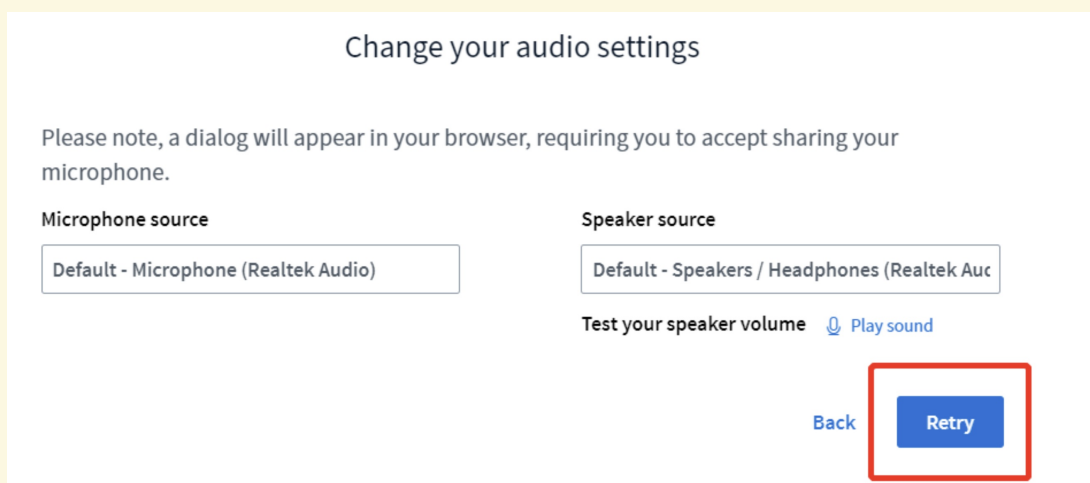 Change your audio settings
Please note, a dialog will appear in your browser, requiring you to accept sharing your
microphone.
Microphone source
Speaker source
Default - Microphone (Realtek Audio)
Default - Speakers / Headphones (Realtek Auc
Test your speaker volume Play sound
Back Retry